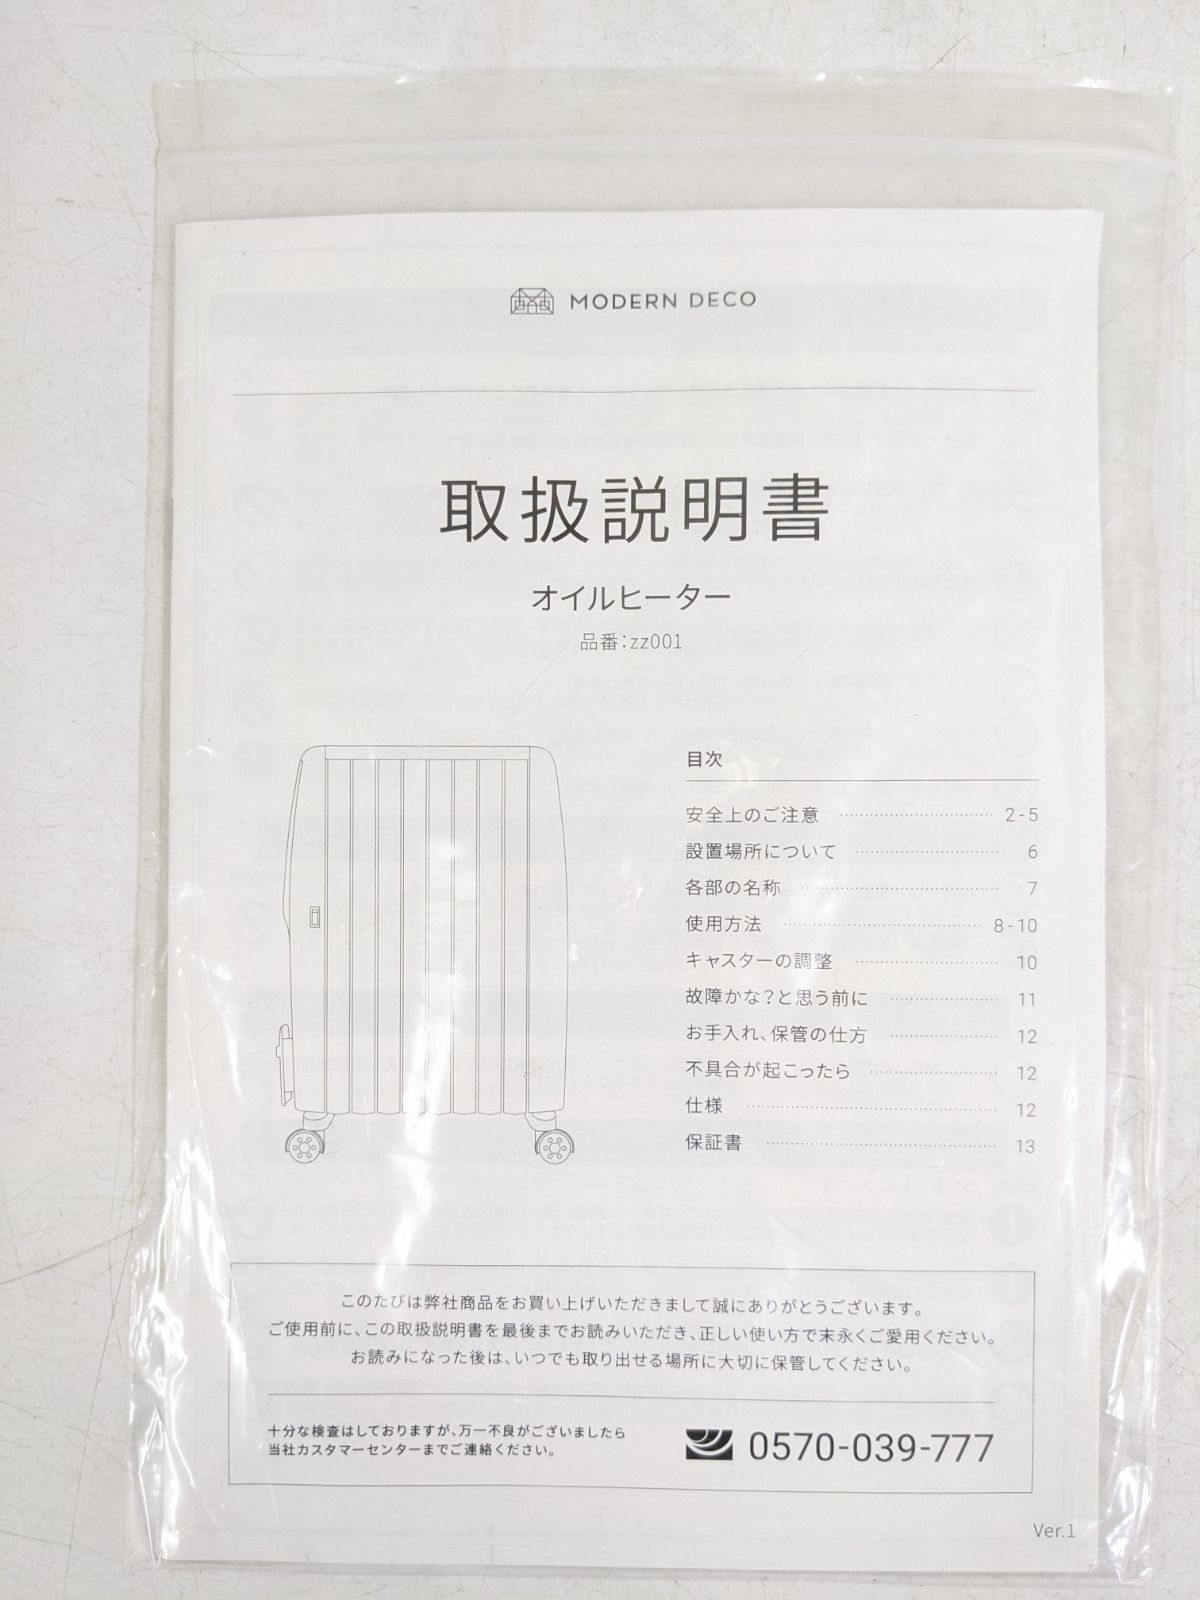 MODERN DECO
取扱説明書
オイルヒーター
品番:zz001
目次
安全上のご注意 2-5
設置場所について 6
各部の名称 7
使用方法 8-10
キャスターの調整 10
故障かな?と思う前に 11
お手入れ、保管の仕方 12
不具合が起こったら 12
仕様 12
保証書 13
このたびは弊社商品をお買い上げいただきまして誠にありがとうございます。
ご使用前に、この取扱説明書を最後までお読みいただき、正しい使い方で末永くご愛用ください。
お読みになった後は、いつでも取り出せる場所に大切に保管してください。
十分な検査はしておりますが、万一不良がございましたら
当社カスタマーセンターまでご連絡ください。
0570-039-777
Ver.1